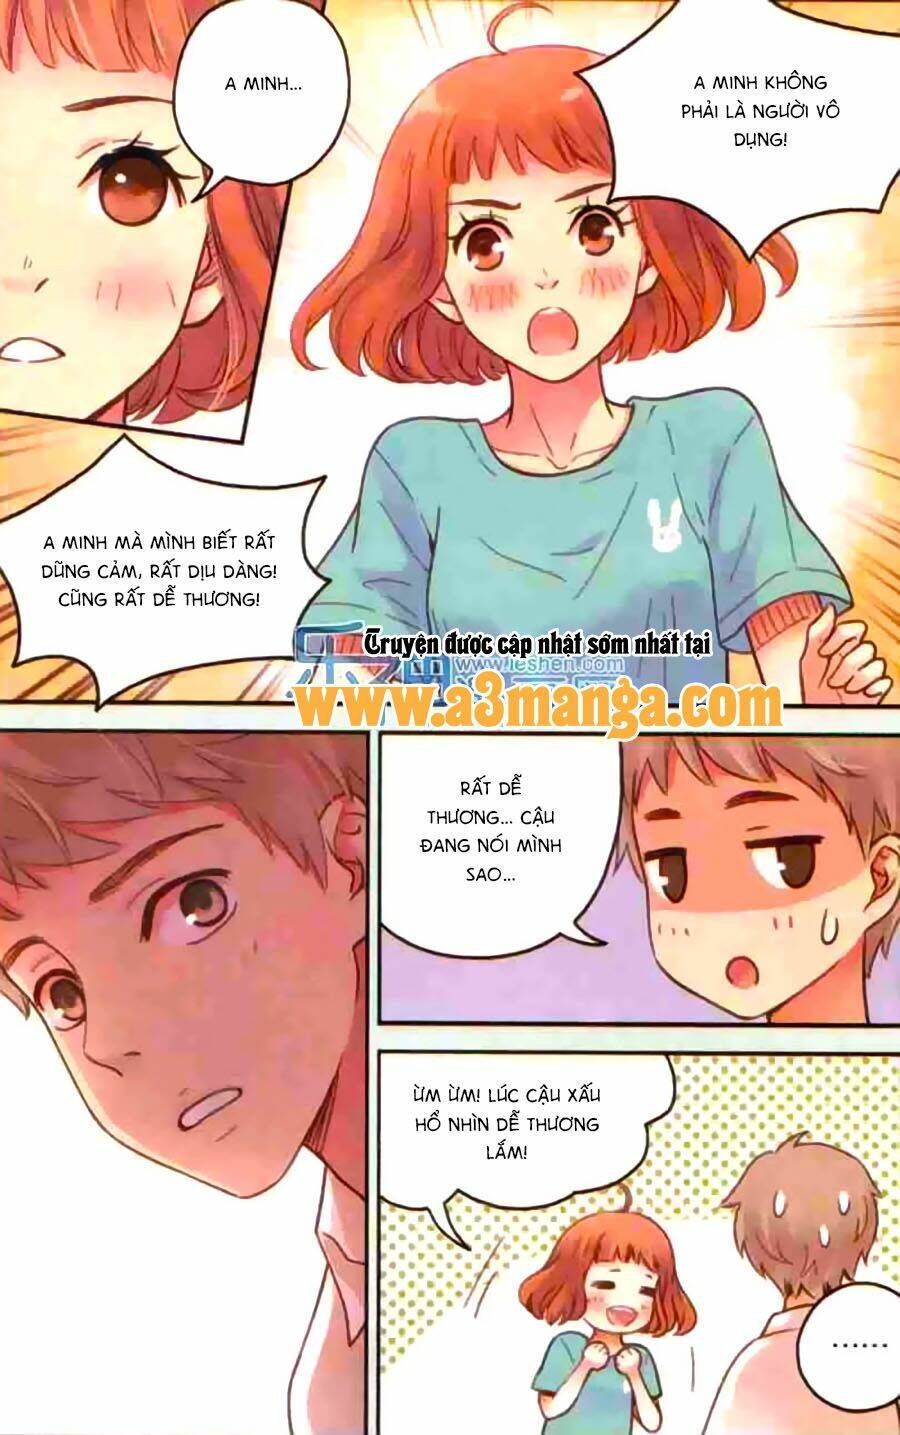 A MINH...
A MINH KHÔNG
PHẢI LÀ NGƯỜI VÔ
DỤNG!
A MINH MÀ MÌNH BIẾT RẤT
DŨNG CẢM, RẤT DỊU DÀNG!
CŨNG RẤT DỄ THƯƠNG!
Truyện được cập nhật sớm nhất tại
www.leshen.com
www.a3manga.com
RẤT DỄ
THƯƠNG... CẬU
ĐANG NÓI MÌNH
SAO...
ỪM ỪM! LÚC CẬU XẤU
HỔ NHÌN DỄ THƯƠNG
LẮM!
......